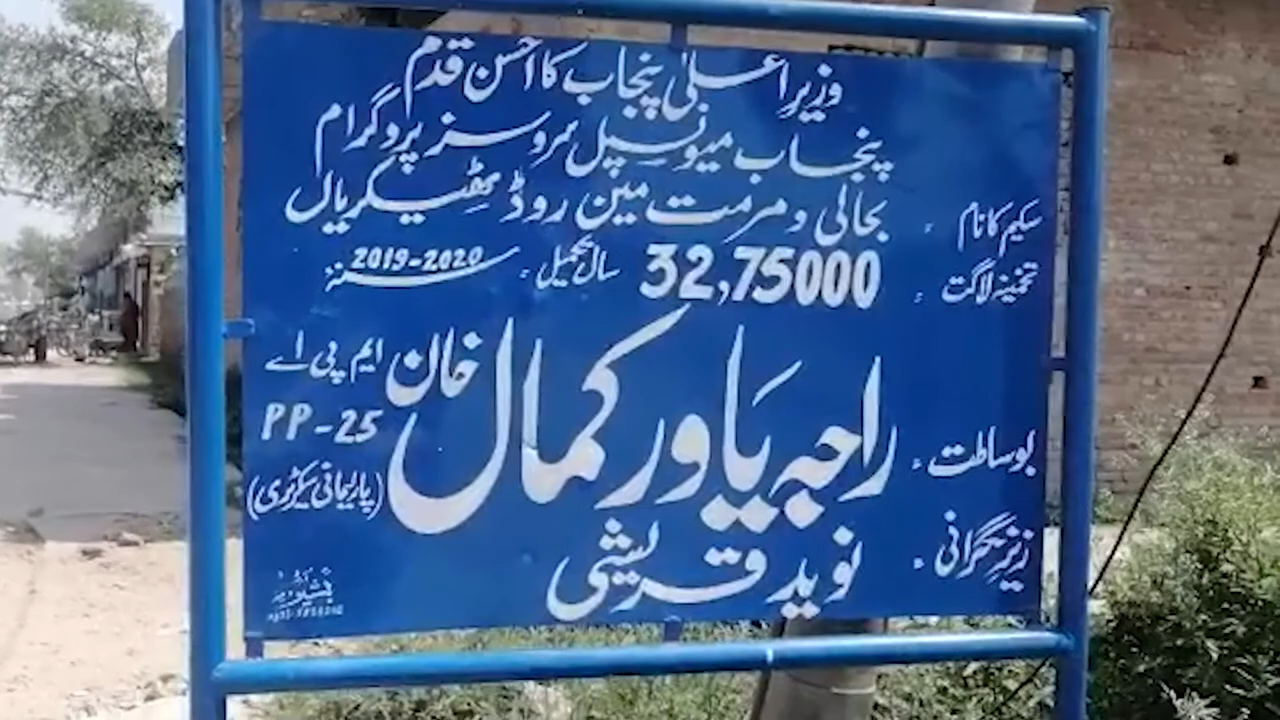 وزیرِاعلیٰ پنجاب کا احسن قدم
پنجاب میونسپل سروسز پروگرام
سکیم کا نام : بحالی و مرمت مین روڈ ٹھیکریاں
تخمینہ لاگت : 32,75000 سال تکمیل : سنہ 2019-2020
بوساطت : راجہ یاور کمال خان ایم پی اے
PP-25
(پارلیمانی سیکرٹری)
زیرِنگرانی : نوید قریشی